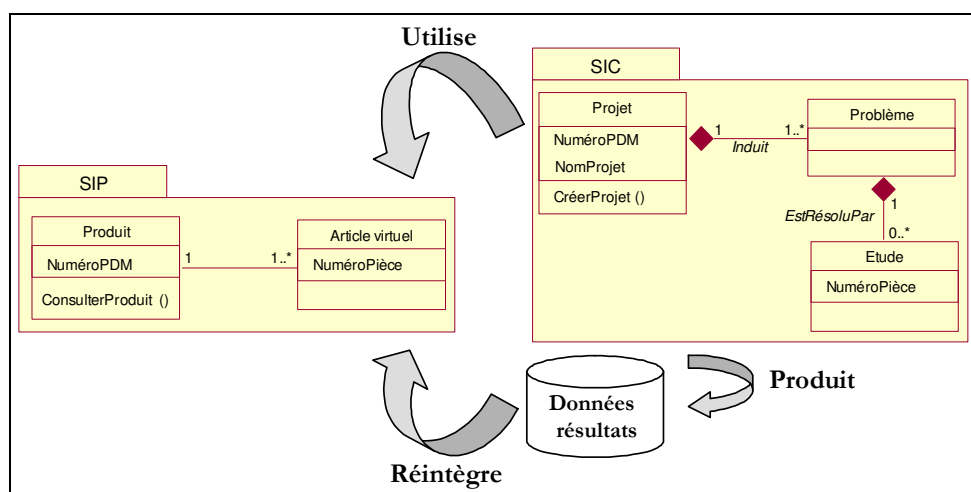 Utilise
SIC
Projet
NuméroPDM
NomProjet
CréerProjet ()
1
1..*
Induit
Problème
EstRésoluPar
1
0..*
Etude
NuméroPièce
SIP
Produit
NuméroPDM
ConsulterProduit ()
1
1..*
Article virtuel
NuméroPièce
Données
résultats
Produit
Réintègre